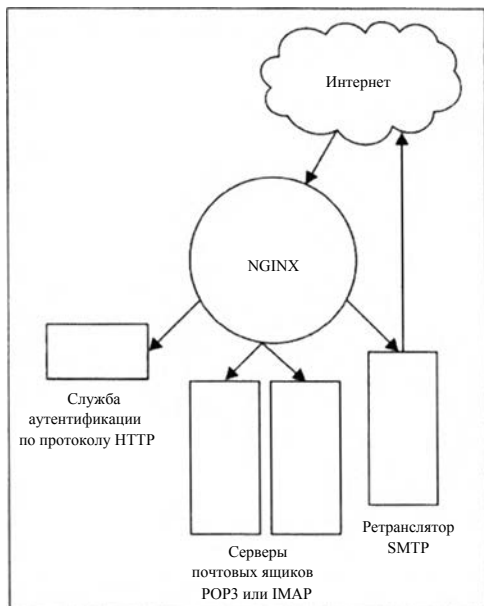 Интернет
NGINX
Служба
аутентификации
по протоколу HTTP
Серверы
почтовых ящиков
POP3 или IMAP
Ретранслятор
SMTP